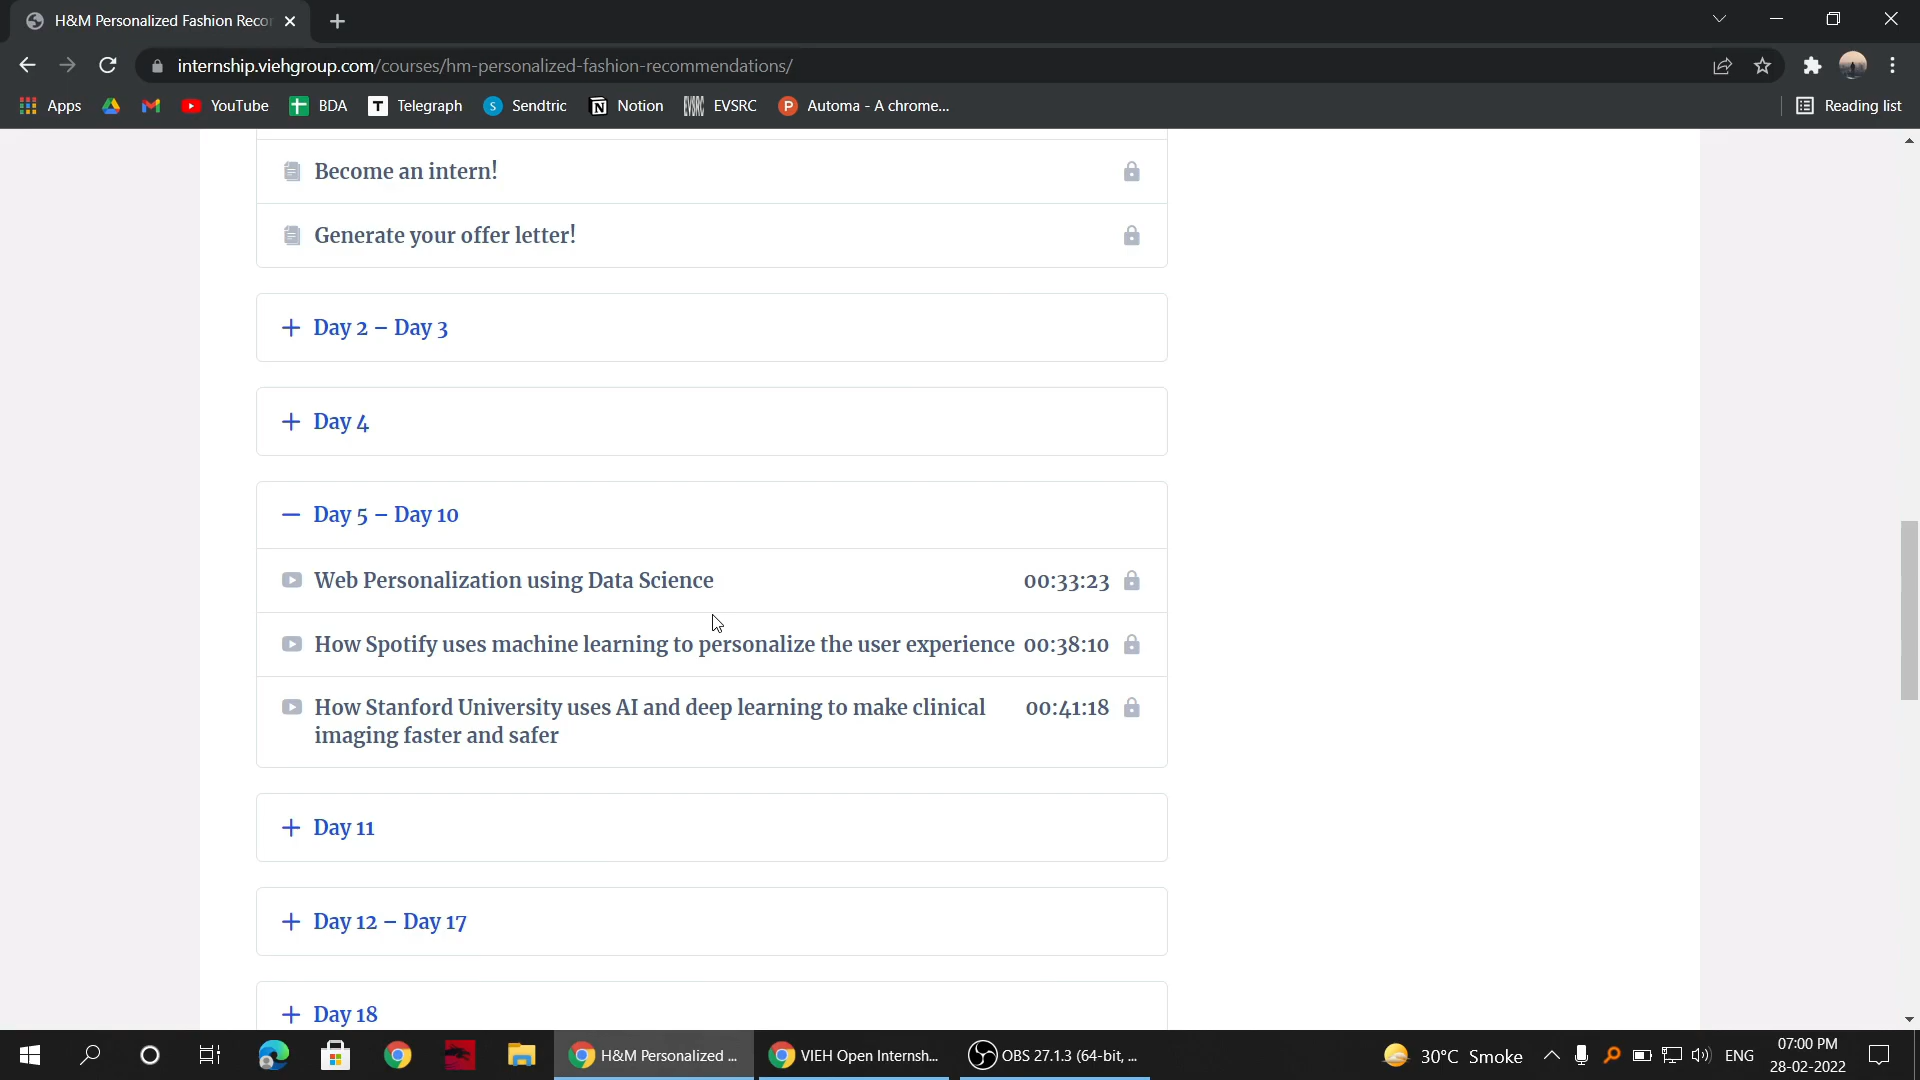 H&M Personalized Fashion Recor
internship.viehgroup.com/courses/hm-personalized-fashion-recommendations/
Apps
YouTube
BDA
T Telegraph
S Sendtric
Notion
EVSRC EVSRC
P Automa - A chrome...
Reading list
Become an intern!
Generate your offer letter!
+ Day 2 – Day 3
+ Day 4
− Day 5 – Day 10
Web Personalization using Data Science 00:33:23
How Spotify uses machine learning to personalize the user experience 00:38:10
How Stanford University uses AI and deep learning to make clinical 00:41:18
imaging faster and safer
+ Day 11
+ Day 12 – Day 17
+ Day 18
H&M Personalized ...
VIEH Open Internsh...
OBS 27.1.3 (64-bit, ...
30°C Smoke
ENG
07:00 PM
28-02-2022